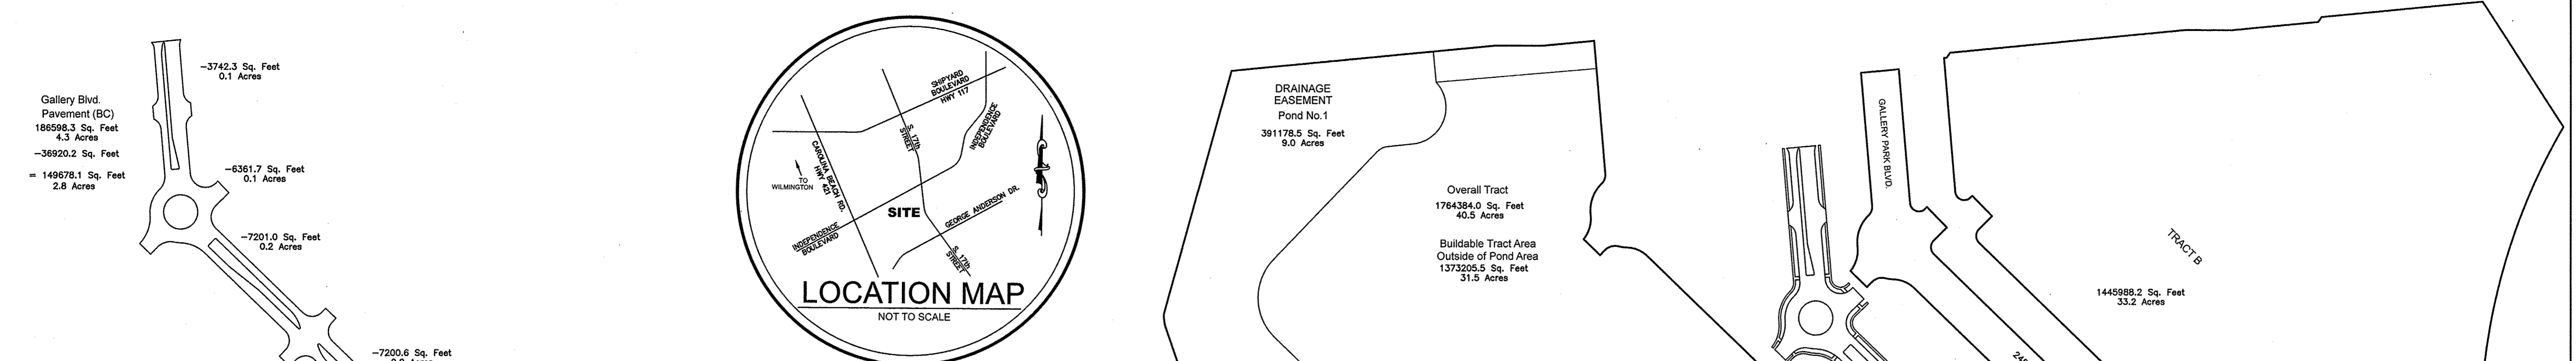 -3742.3 Sq. Feet
0.1 Acres
Gallery Blvd.
Pavement (BC)
186598.3 Sq. Feet
4.3 Acres
-36920.2 Sq. Feet
= 149678.1 Sq. Feet
2.8 Acres
-6361.7 Sq. Feet
0.1 Acres
-7201.0 Sq. Feet
0.2 Acres
-7200.6 Sq. Feet
SHIPYARD
BOULEVARD
HWY 117
S. 17th
STREET
INDEPENDENCE
BOULEVARD
CAROLINA BEACH RD.
HWY 421
TO
WILMINGTON
SITE
GEORGE ANDERSON DR.
INDEPENDENCE
BOULEVARD
S. 17th
STREET
LOCATION MAP
NOT TO SCALE
DRAINAGE
EASEMENT
Pond No.1
391178.5 Sq. Feet
9.0 Acres
Overall Tract
1764384.0 Sq. Feet
40.5 Acres
Buildable Tract Area
Outside of Pond Area
1373205.5 Sq. Feet
31.5 Acres
GALLERY PARK BLVD.
TRACT B
1445988.2 Sq. Feet
33.2 Acres